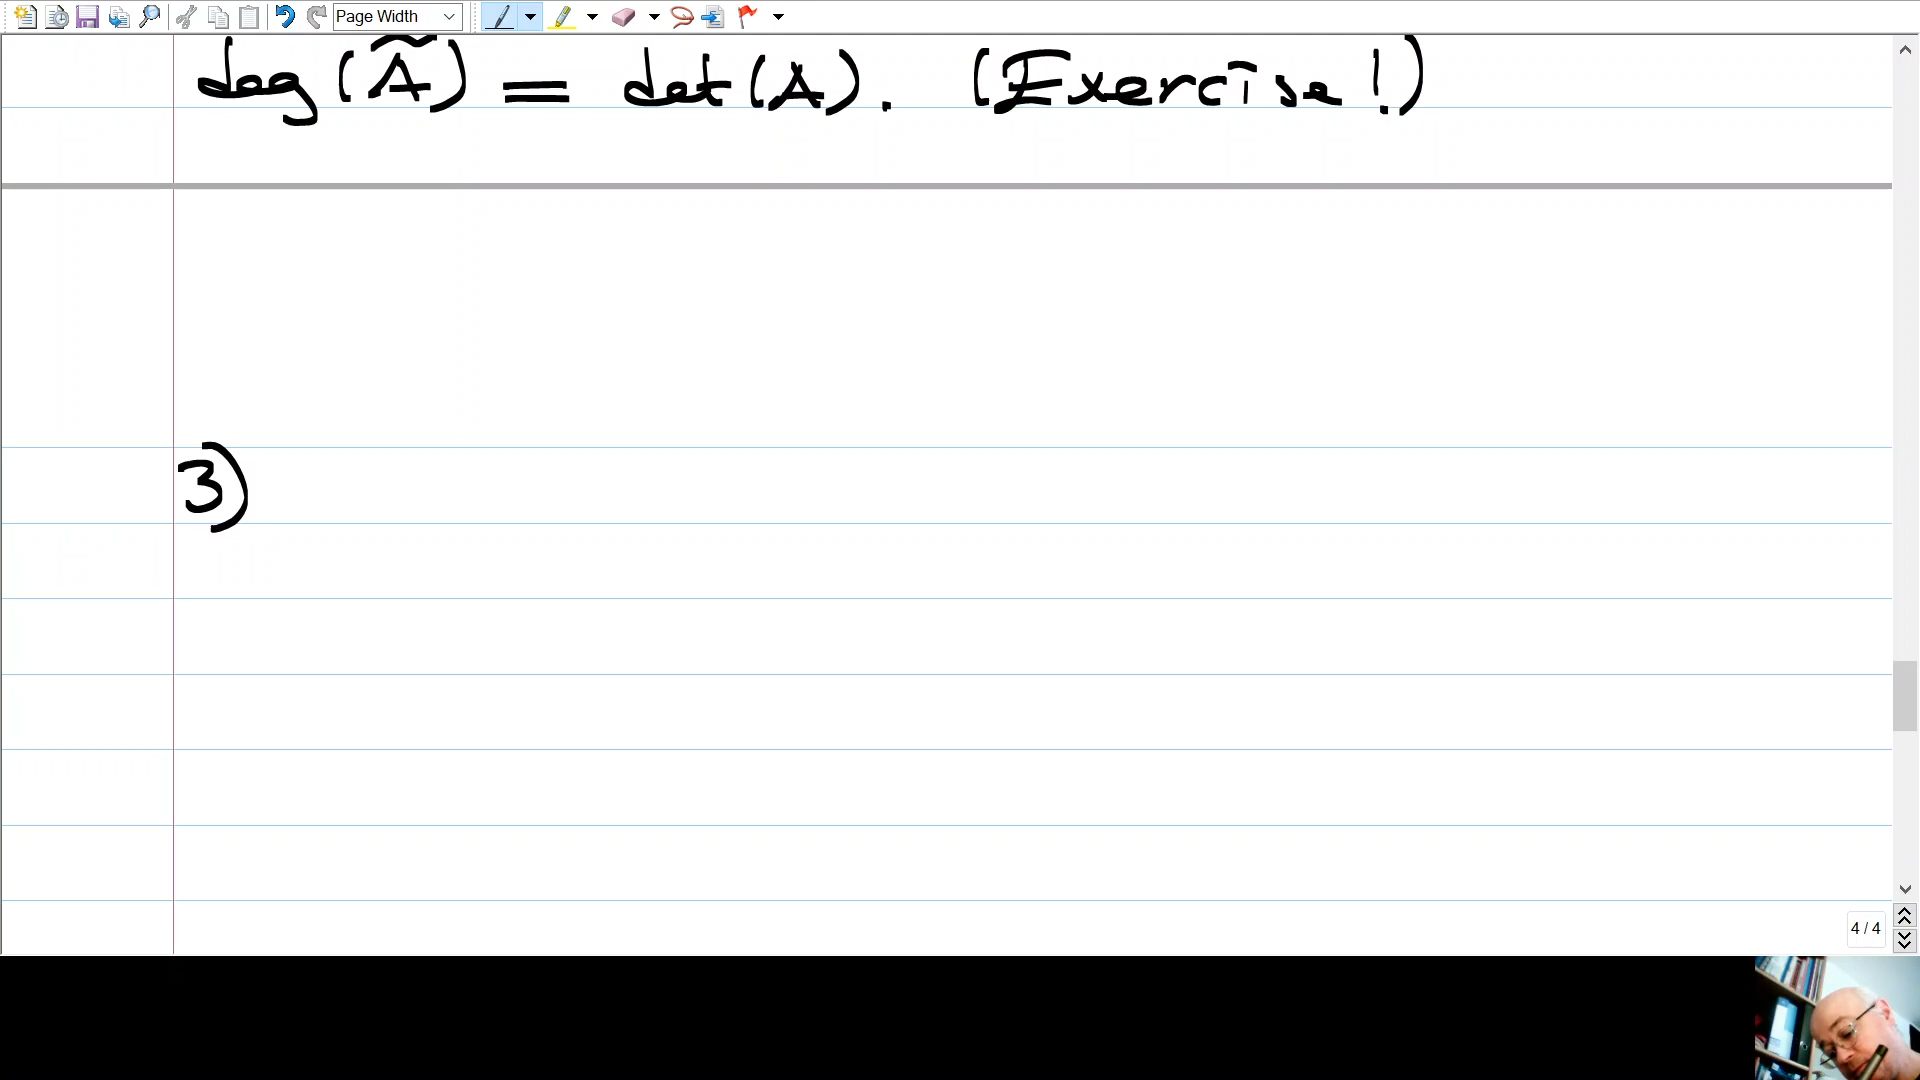 Page Width
deg(Ã) = det(A). (Exercise!)
3)
4 / 4